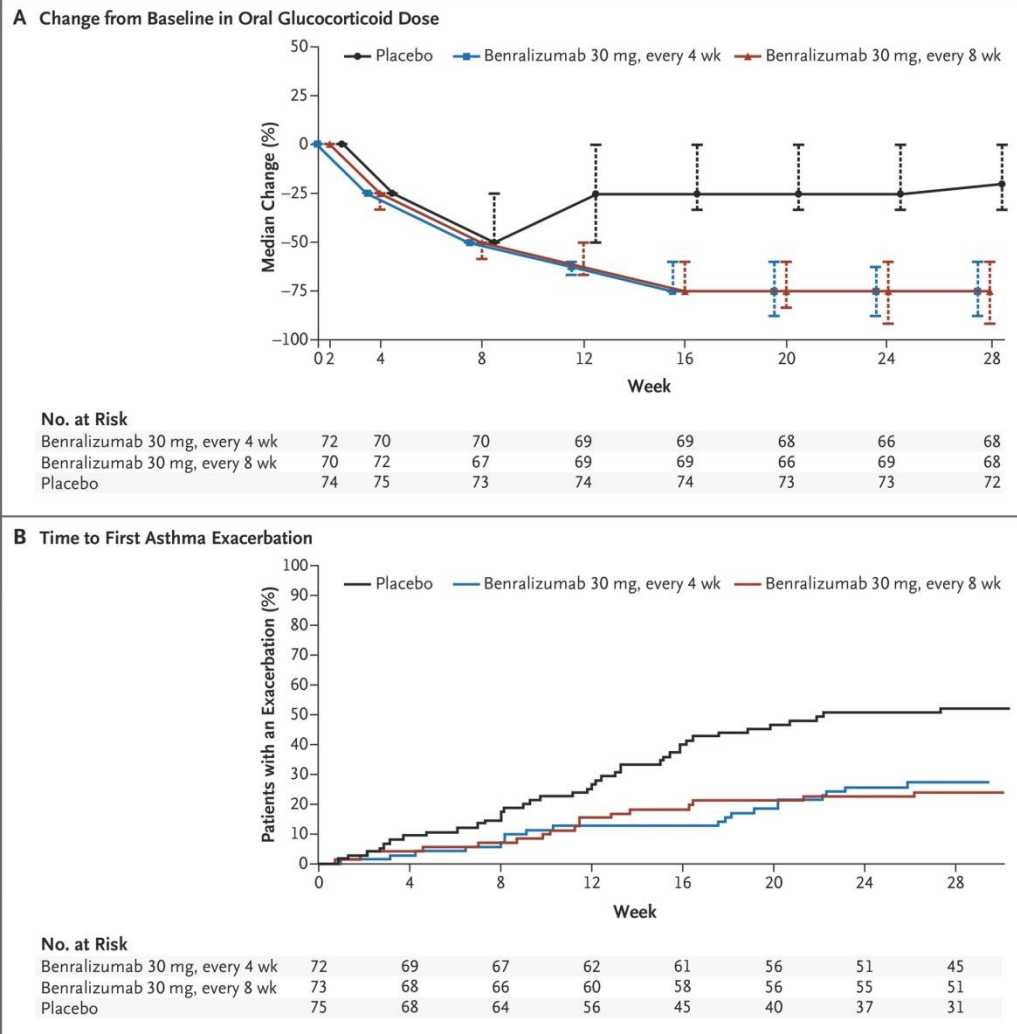 A Change from Baseline in Oral Glucocorticoid Dose
Placebo Benralizumab 30 mg, every 4 wk Benralizumab 30 mg, every 8 wk
Median Change (%)
50
25
0
−25
−50
−75
−100
0 2 4 8 12 16 20 24 28
Week
No. at Risk
Benralizumab 30 mg, every 4 wk 72 70 70 69 69 68 66 68
Benralizumab 30 mg, every 8 wk 70 72 67 69 69 66 69 68
Placebo 74 75 73 74 74 73 73 72
B Time to First Asthma Exacerbation
Placebo Benralizumab 30 mg, every 4 wk Benralizumab 30 mg, every 8 wk
Patients with an Exacerbation (%)
100
90
80
70
60
50
40
30
20
10
0
0 4 8 12 16 20 24 28
Week
No. at Risk
Benralizumab 30 mg, every 4 wk 72 69 67 62 61 56 51 45
Benralizumab 30 mg, every 8 wk 73 68 66 60 58 56 55 51
Placebo 75 68 64 56 45 40 37 31